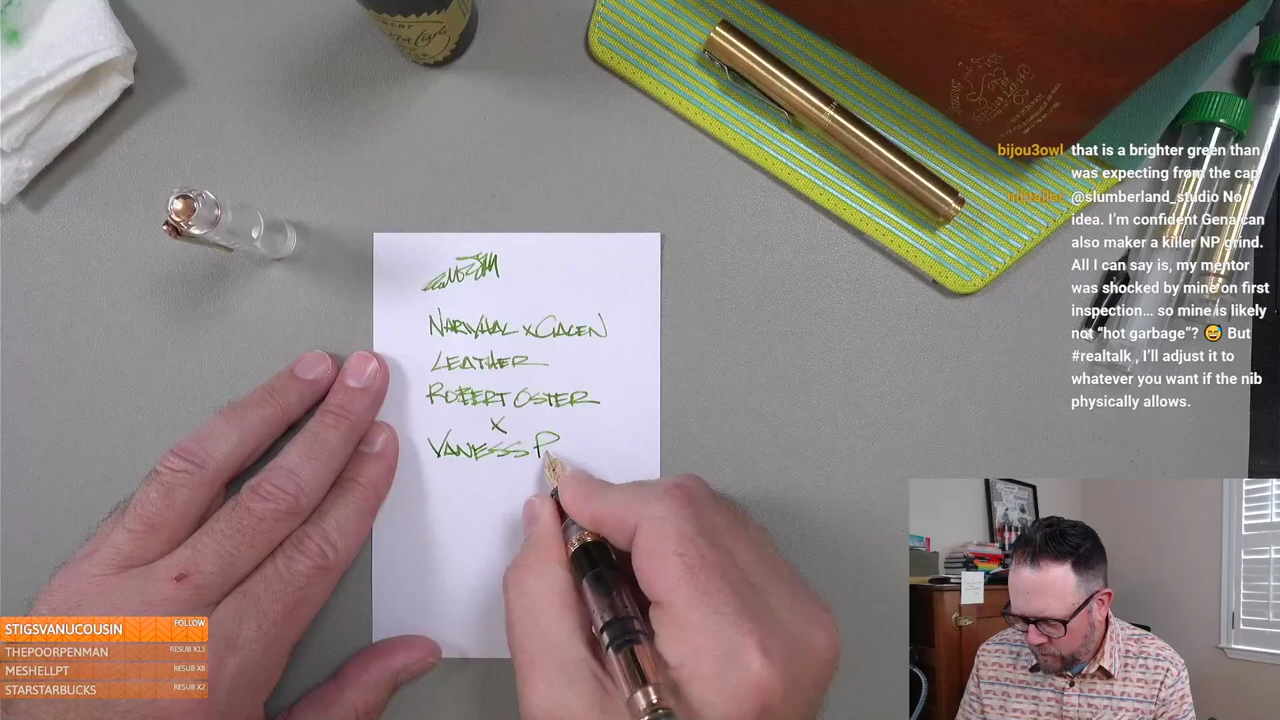 NARWHAL x GALEN
LEATHER
ROBERT OSTER
X
VANESS P
bijou3owl that is a brighter green than
was expecting from the cap
@slumberland_studio No
idea. I'm confident Gena can
also maker a killer NP grind.
All I can say is, my mentor
was shocked by mine on first
inspection… so mine is likely
not "hot garbage"? 😅 But
#realtalk , I'll adjust it to
whatever you want if the nib
physically allows.
STIGSVANUCOUSIN FOLLOW
THEPOORPENMAN RESUB X13
MESHELLPT RESUB X8
STARSTARBUCKS RESUB X2